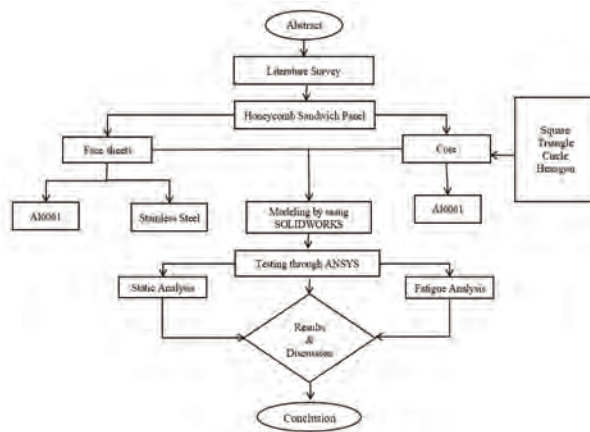 Abstract
Literature Survey
Honeycomb Sandwich Panel
Face sheets
Core
Square
Triangle
Circle
Hexagon
Al6061
Stainless Steel
Al6061
Modeling by using
SOLIDWORKS
Testing through ANSYS
Static Analysis
Fatigue Analysis
Results
&
Discussion
Conclusion